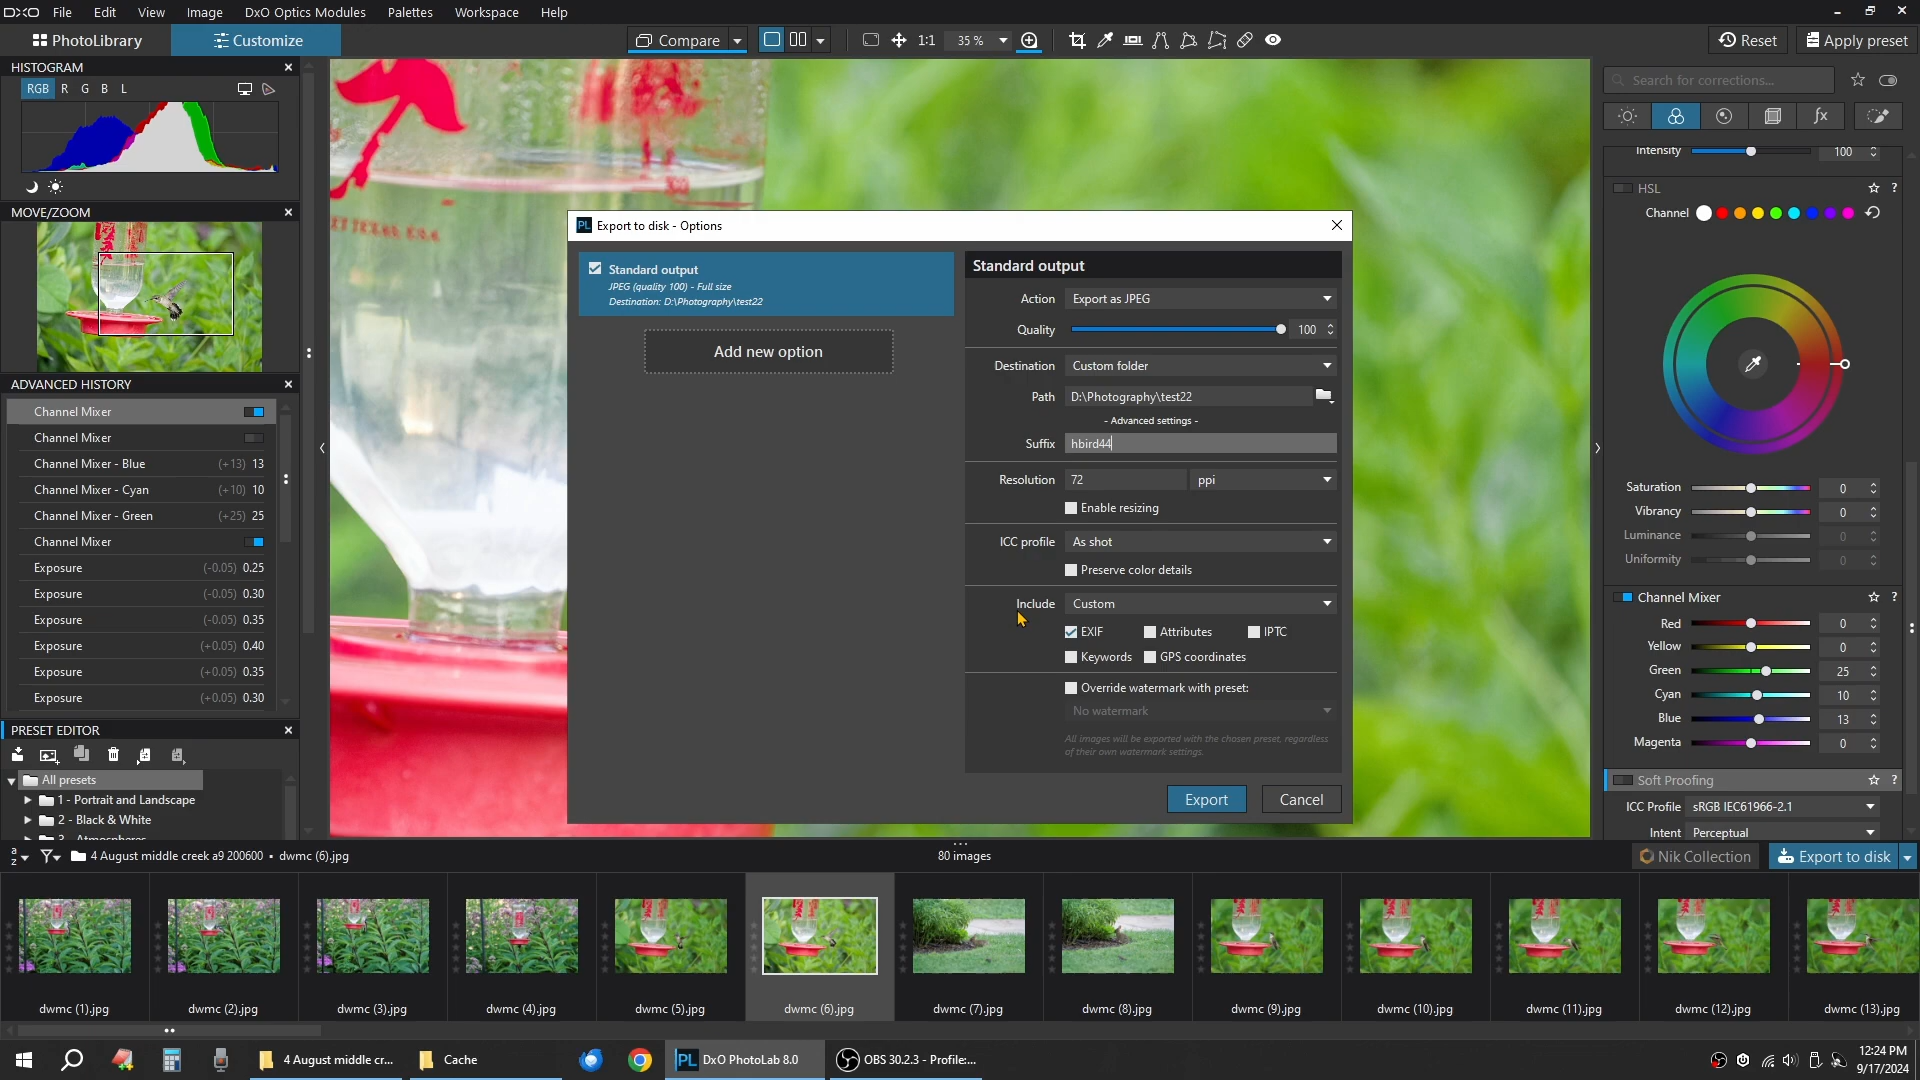 DXO File Edit View Image DxO Optics Modules Palettes Workspace Help
PhotoLibrary Customize Compare 1:1 35 % Reset Apply preset
HISTOGRAM
RGB R G B L
MOVE/ZOOM
ADVANCED HISTORY
Channel Mixer
Channel Mixer
Channel Mixer - Blue (+13) 13
Channel Mixer - Cyan (+10) 10
Channel Mixer - Green (+25) 25
Channel Mixer
Exposure (-0.05) 0.25
Exposure (-0.05) 0.30
Exposure (-0.05) 0.35
Exposure (+0.05) 0.40
Exposure (+0.05) 0.35
Exposure (+0.05) 0.30
PRESET EDITOR
All presets
1 - Portrait and Landscape
2 - Black & White
PL Export to disk - Options
Standard output
JPEG (quality 100) - Full size
Destination: D:\Photography\test22
Add new option
Standard output
Action Export as JPEG
Quality 100
Destination Custom folder
Path D:\Photography\test22
- Advanced settings -
Suffix hbird44
Resolution 72 ppi
Enable resizing
ICC profile As shot
Preserve color details
Include Custom
EXIF Attributes IPTC
Keywords GPS coordinates
Override watermark with preset:
No watermark
All images will be exported with the chosen preset, regardless
of their own watermark settings.
Export Cancel
Search for corrections...
fx
Intensity 100
HSL ?
Channel
Saturation 0
Vibrancy 0
Luminance 0
Uniformity 0
Channel Mixer ?
Red 0
Yellow 0
Green 25
Cyan 10
Blue 13
Magenta 0
Soft Proofing ?
ICC Profile sRGB IEC61966-2.1
Intent Perceptual
a z 4 August middle creek a9 200600 • dwmc (6).jpg 80 images Nik Collection Export to disk
dwmc (1).jpg dwmc (2).jpg dwmc (3).jpg dwmc (4).jpg dwmc (5).jpg dwmc (6).jpg dwmc (7).jpg dwmc (8).jpg dwmc (9).jpg dwmc (10).jpg dwmc (11).jpg dwmc (12).jpg dwmc (13).jpg
4 August middle cr... Cache PL DxO PhotoLab 8.0 OBS 30.2.3 - Profile:... 12:24 PM
9/17/2024